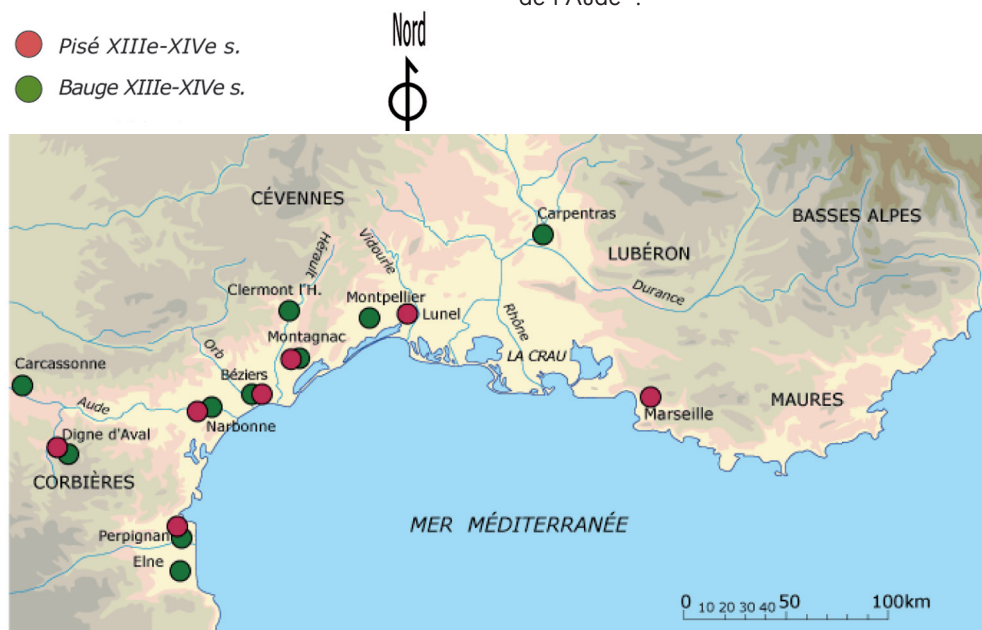 de l'Aude .
Nord
Pisé XIIIe-XIVe s.
Bauge XIIIe-XIVe s.
CÉVENNES
Carpentras
BASSES ALPES
LUBÉRON
Hérault
Vidourle
Clermont l'H.
Montpellier
Durance
Lunel
Rhône
Montagnac
Orb
LA CRAU
Carcassonne
Béziers
Aude
MAURES
Marseille
Narbonne
Digne d'Aval
CORBIÈRES
MER MÉDITERRANÉE
Perpignan
Elne
0 10 20 30 40 50 100km